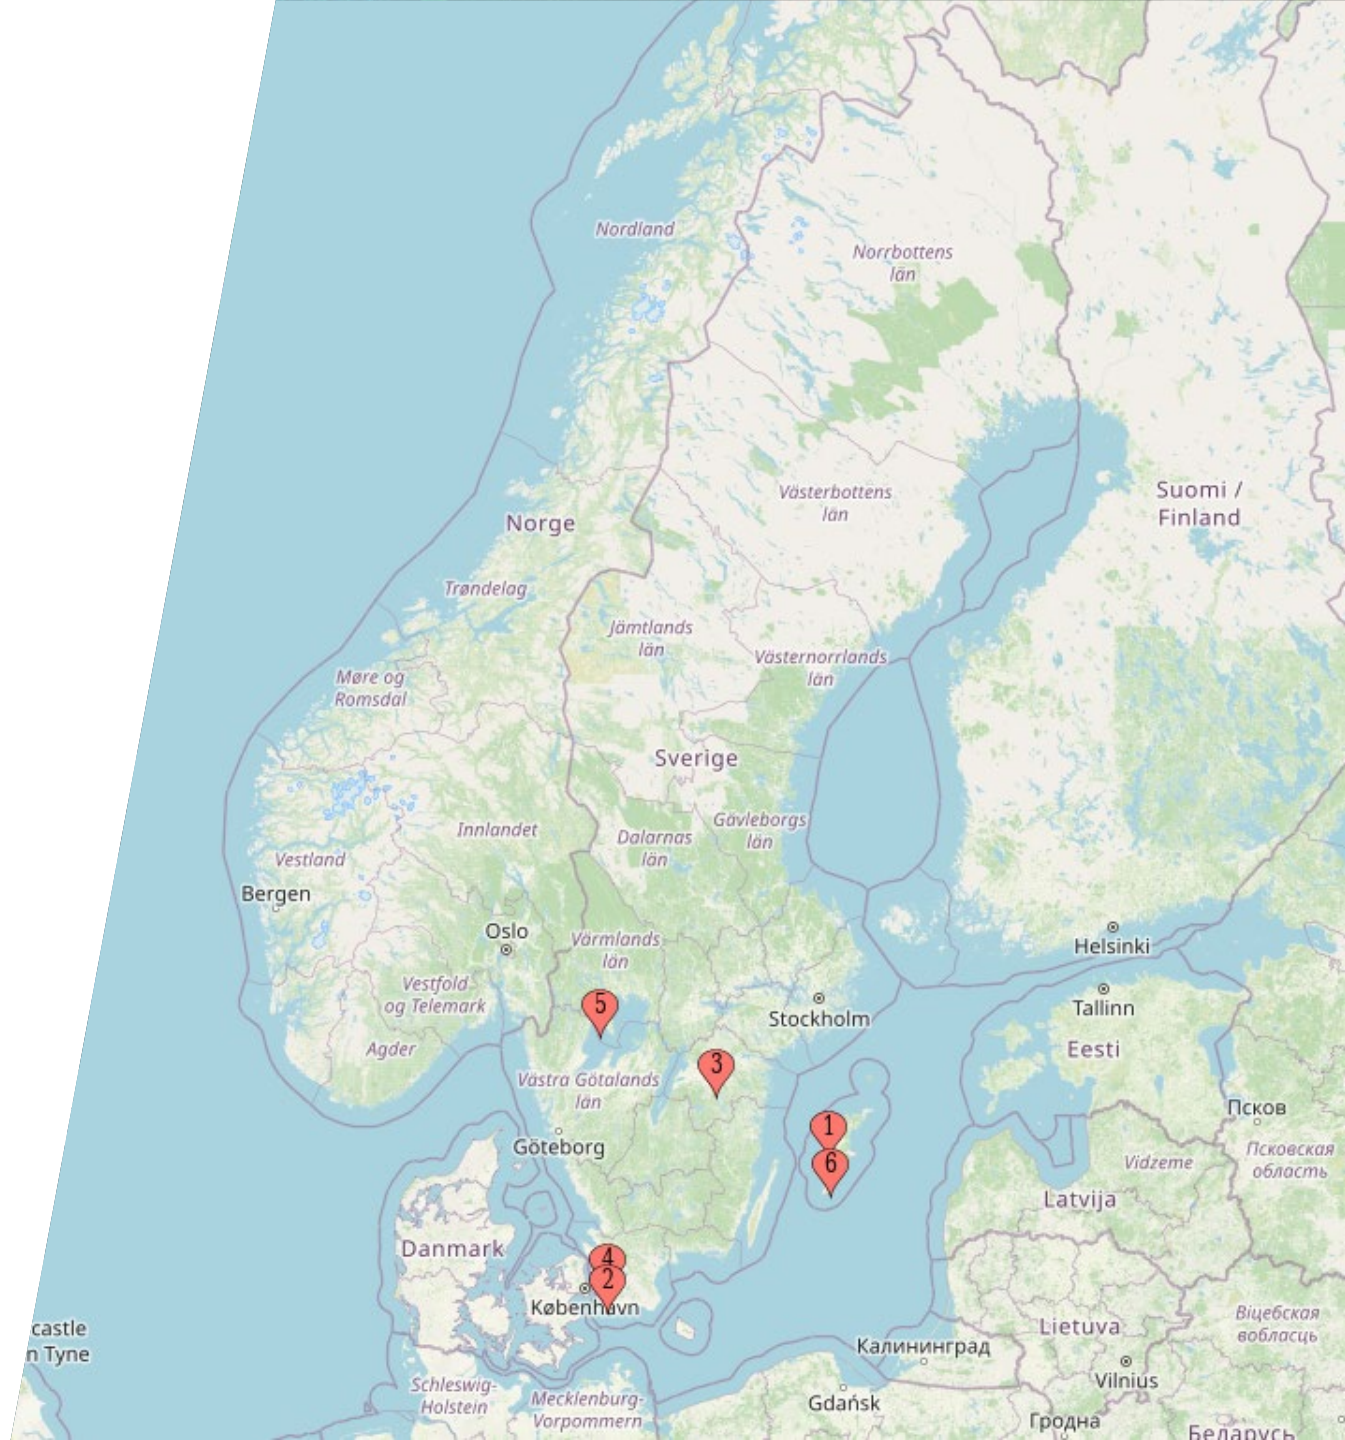 Nordland
Norrbottens
län
Västerbottens
län
Suomi /
Finland
Norge
Trøndelag
Jämtlands
län
Västernorrlands
län
Møre og
Romsdal
Sverige
Gävleborgs
län
Dalarnas
län
Innlandet
Vestland
Bergen
Oslo
Värmlands
län
Helsinki
Vestfold
og Telemark
Stockholm
Tallinn
5
Eesti
Agder
3
Västra Götalands
län
Псков
1
Göteborg
Псковская
область
Vidzeme
6
Latvija
Danmark
4
2
København
castle
n Tyne
Lietuva
Віцебская
вобласць
Калининград
Vilnius
Schleswig-
Holstein
Mecklenburg-
Vorpommern
Gdańsk
Гродна
Беларусь